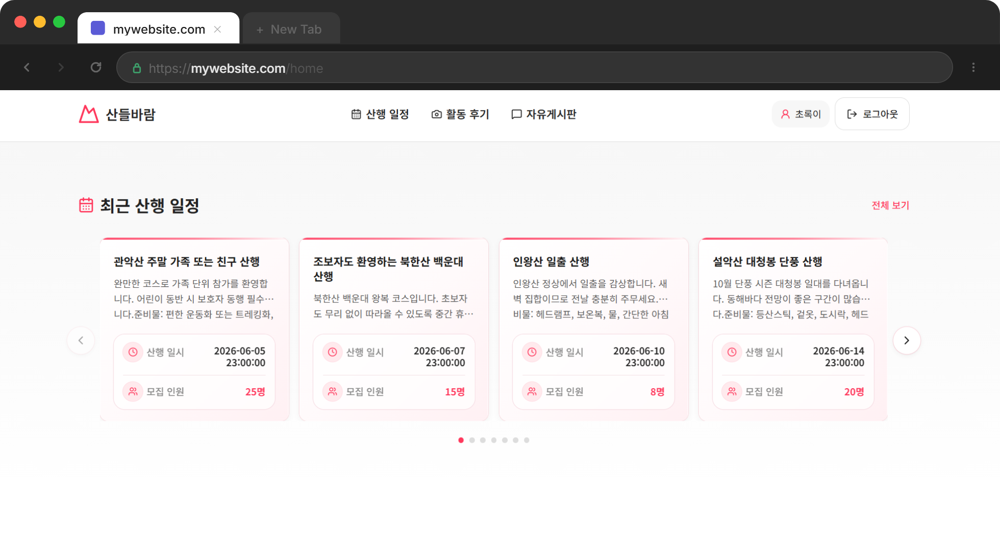 mywebsite.com
+ New Tab
https://mywebsite.com/home
산들바람
산행 일정
활동 후기
자유게시판
초록이
로그아웃
최근 산행 일정
전체 보기
관악산 주말 가족 또는 친구 산행
완만한 코스로 가족 단위 참가를 환영합
니다. 어린이 동반 시 보호자 동행 필수…
니다.준비물: 편한 운동화 또는 트레킹화,
산행 일시
2026-06-05
23:00:00
모집 인원
25명
조보자도 환영하는 북한산 백운대
산행
북한산 백운대 왕복 코스입니다. 초보자
도 무리 없이 따라올 수 있도록 중간 휴…
산행 일시
2026-06-07
23:00:00
모집 인원
15명
인왕산 일출 산행
인왕산 정상에서 일출을 감상합니다. 새
벽 집합이므로 전날 충분히 주무세요.…
비물: 헤드램프, 보온복, 물, 간단한 아침
산행 일시
2026-06-10
23:00:00
모집 인원
8명
설악산 대청봉 단풍 산행
10월 단풍 시즌 대청봉 일대를 다녀옵니
다. 동해바다 전망이 좋은 구간이 많습…
다.준비물: 등산스틱, 겉옷, 도시락, 헤드
산행 일시
2026-06-14
23:00:00
모집 인원
20명